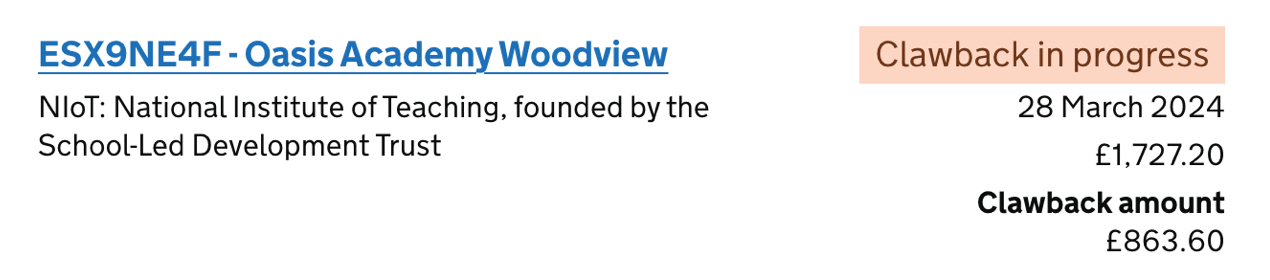 ESX9NE4F - Oasis Academy Woodview
Clawback in progress
NIoT: National Institute of Teaching, founded by the
School-Led Development Trust
28 March 2024
£1,727.20
Clawback amount
£863.60